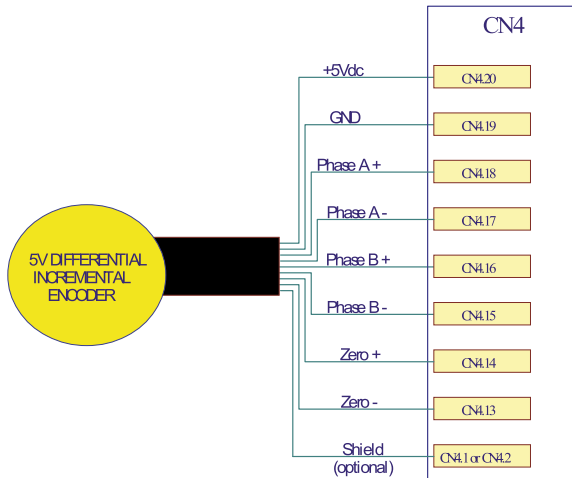 CN4
+5Vdc
CN4.20
GND
CN4.19
Phase A +
CN4.18
Phase A -
CN4.17
5V DIFFERENTIAL
INCREMENTAL
ENCODER
Phase B +
CN4.16
Phase B -
CN4.15
Zero +
CN4.14
Zero -
CN4.13
Shield
(optional)
CN4.1 or CN4.2